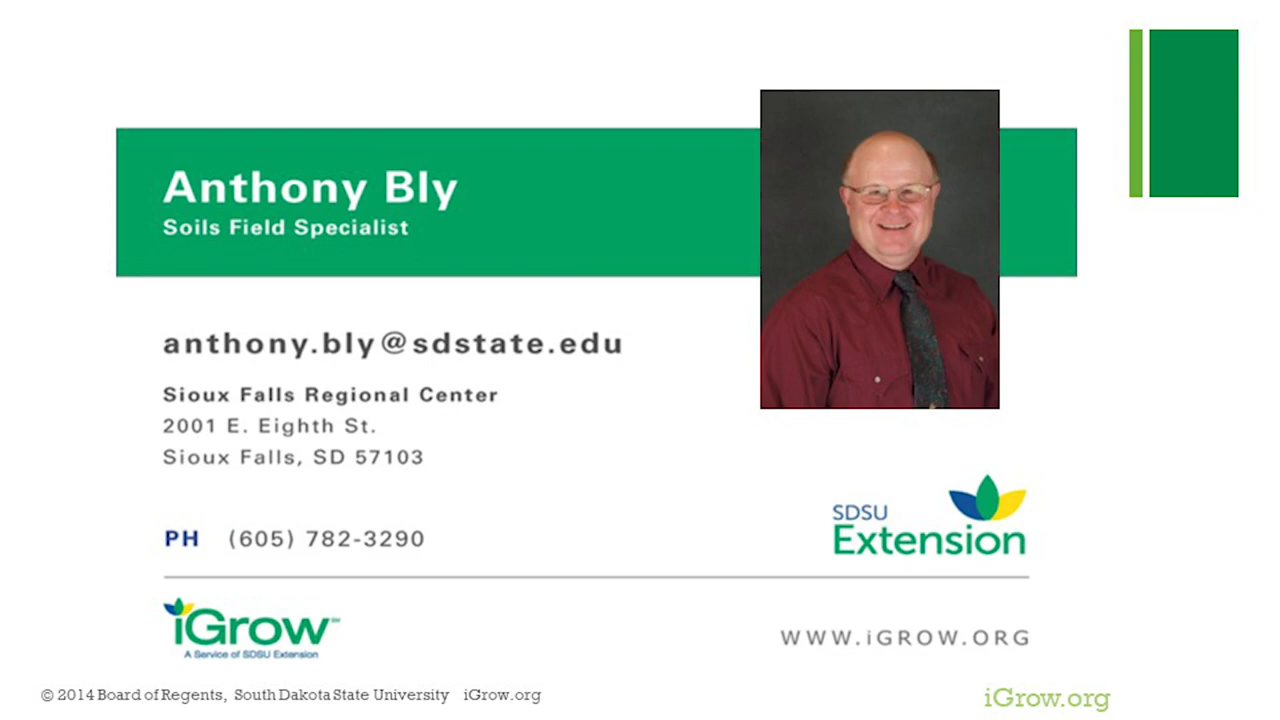 Anthony Bly
Soils Field Specialist
anthony.bly@sdstate.edu
Sioux Falls Regional Center
2001 E. Eighth St.
Sioux Falls, SD 57103
PH (605) 782-3290
SDSU
Extension
iGrow℠
A Service of SDSU Extension
WWW.iGROW.ORG
© 2014 Board of Regents, South Dakota State University iGrow.org
iGrow.org